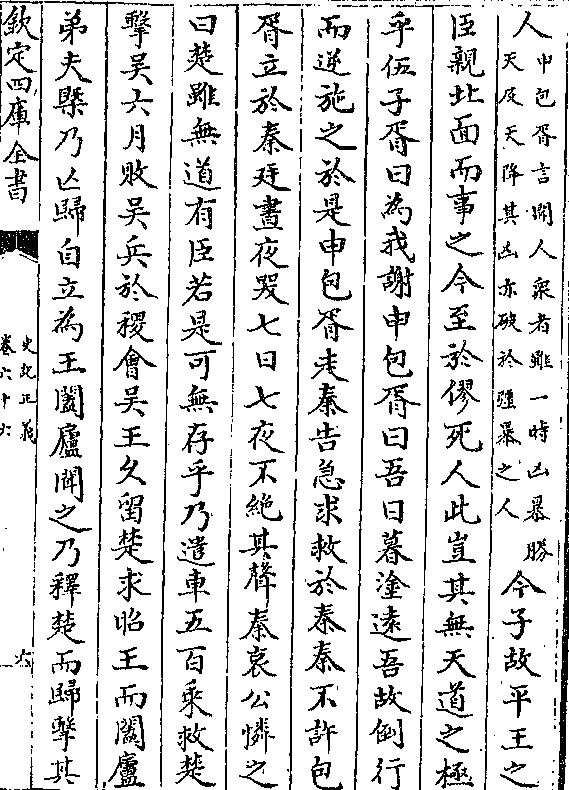 人
申包胥言聞人衆者雖一時凶暴勝
天及天降其凶亦破於彊暴之人
今子故平王之
臣親北面而事之今至於僇死人此豈其無天道之極
乎伍子胥曰為我謝申包胥曰吾日暮塗遠吾故倒行
而逆施之於是申包胥走秦告急求救於秦秦不許包
胥立於秦廷晝夜哭七日七夜不絶其聲秦哀公憐之
曰楚雖無道有臣若是可無存乎乃遣車五百乘救楚
擊吳六月敗吳兵於稷會吳王久留楚求昭王而闔廬
弟夫槩乃亡歸自立為王闔廬聞之乃釋楚而歸擊其
欽定四庫全書
史記正義
卷六十六
六